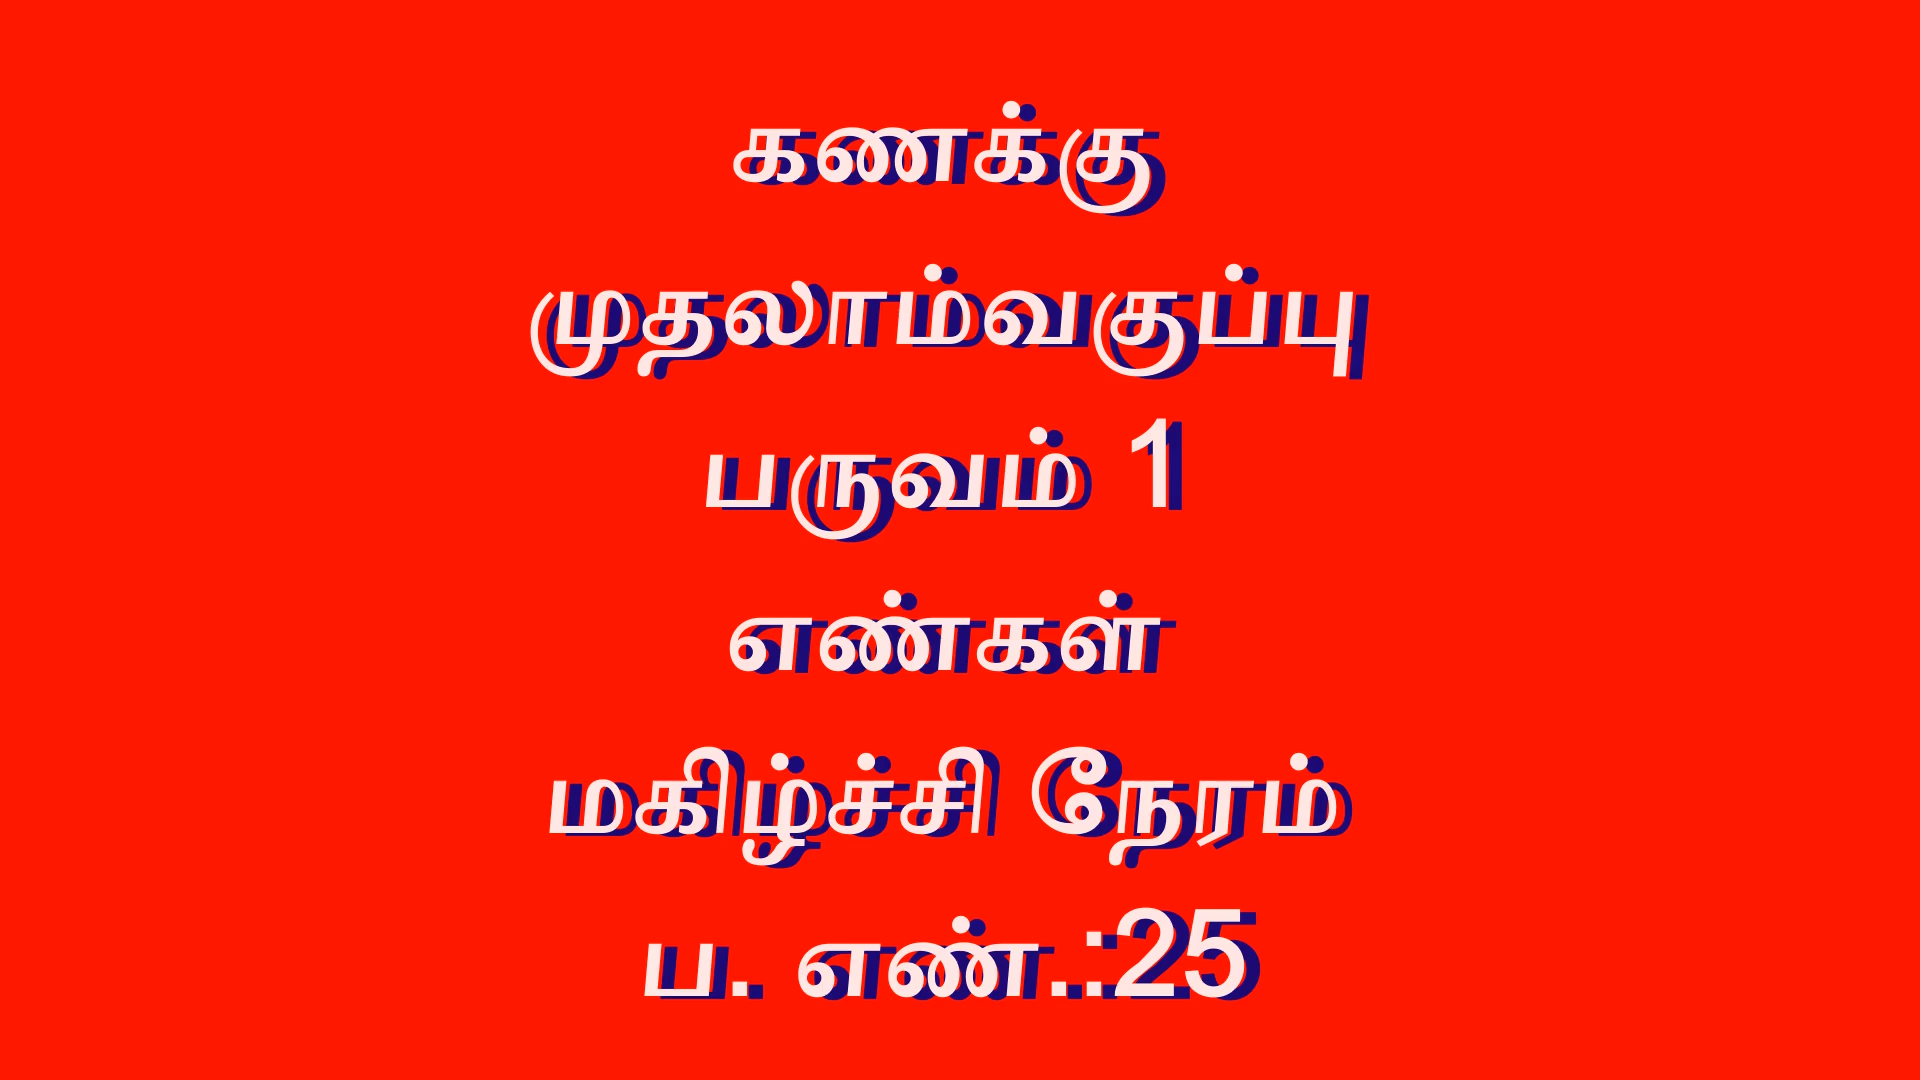 கணக்கு
முதலாம்வகுப்பு
பருவம் 1
எண்கள்
மகிழ்ச்சி நேரம்
ப. எண்.:25